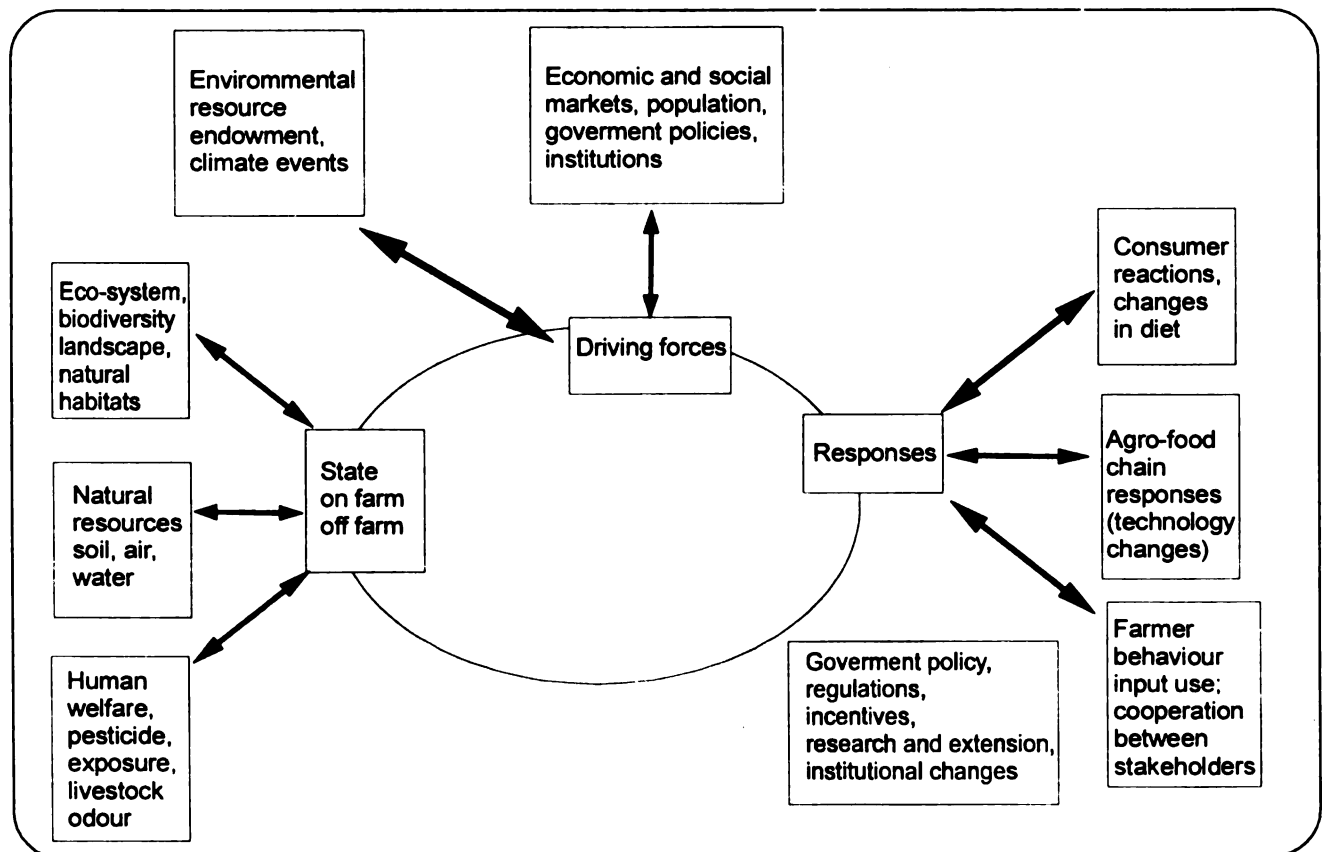 Envirommental
resource
endowment,
climate events
Economic and social
markets, population,
goverment policies,
institutions
Consumer
reactions,
changes
in diet
Eco-system,
biodiversity
landscape,
natural
habitats
Driving forces
State
on farm
off farm
Responses
Agro-food
chain
responses
(technology
changes)
Natural
resources
soil, air,
water
Farmer
behaviour
input use;
cooperation
between
stakeholders
Goverment policy,
regulations,
incentives,
research and extension,
institutional changes
Human
welfare,
pesticide,
exposure,
livestock
odour